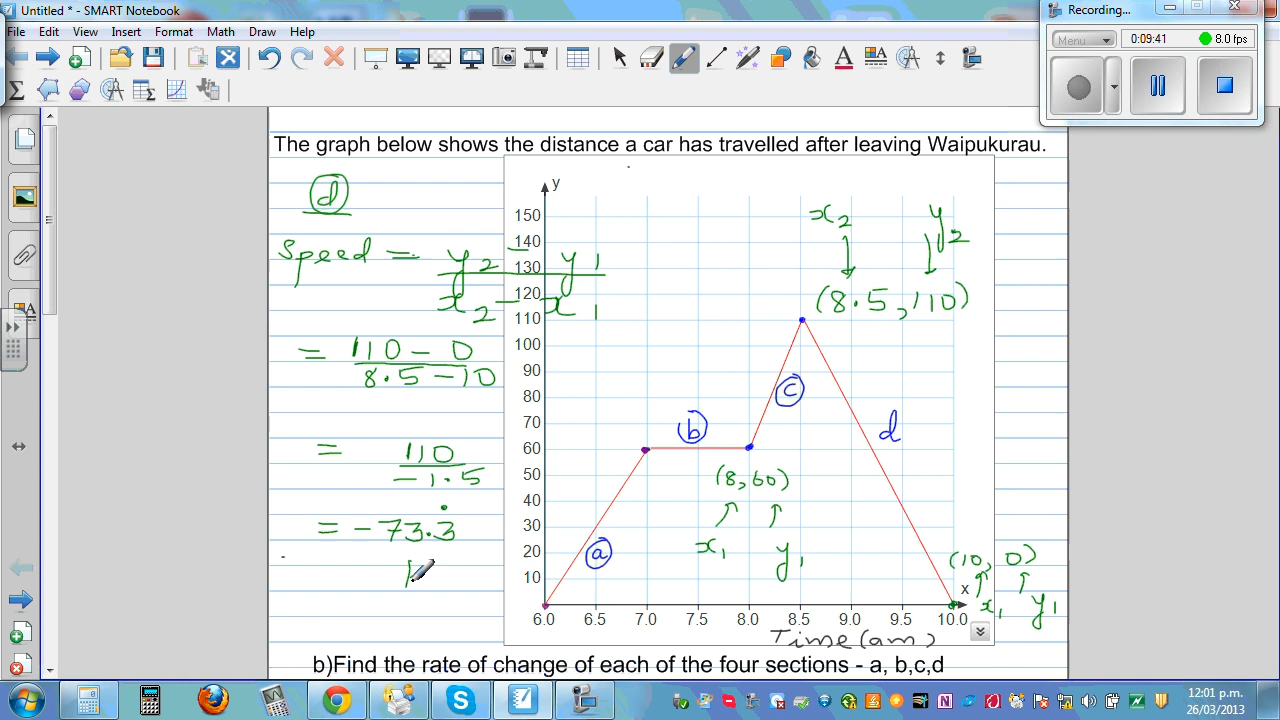 Untitled * - SMART Notebook
Recording...
File Edit View Insert Format Math Draw Help
Menu
00:09:41
8.0 fps
The graph below shows the distance a car has travelled after leaving Waipukurau.
d
Speed = y2 - y1
x2 - x1
= 110 - 0
8.5 - 10
= 110
-1.5
= -73.3̇
y
150
140
130
120
110
100
90
80
70
60
50
40
30
20
10
x2 y2
(8.5, 110)
c
b
d
(8, 60)
x1 y1
a
(10, 0)
x
x1 y1
6.0 6.5 7.0 7.5 8.0 8.5 9.0 9.5 10.0
Time (am)
b)Find the rate of change of each of the four sections - a, b,c,d
12:01 p.m.
26/03/2013